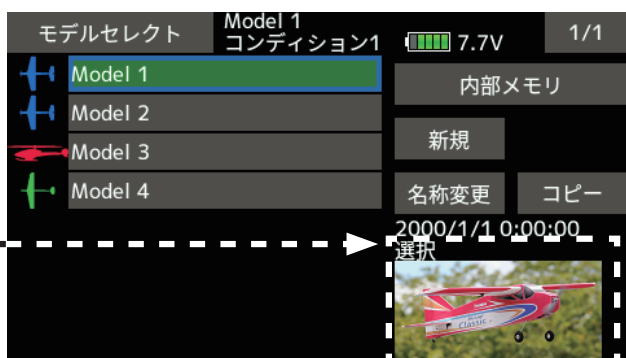 モデルセレクト
Model 1
コンディション1
7.7V
1/1
Model 1
Model 2
Model 3
Model 4
内部メモリ
新規
名称変更
コピー
2000/1/1 0:00:00
選択
Classic